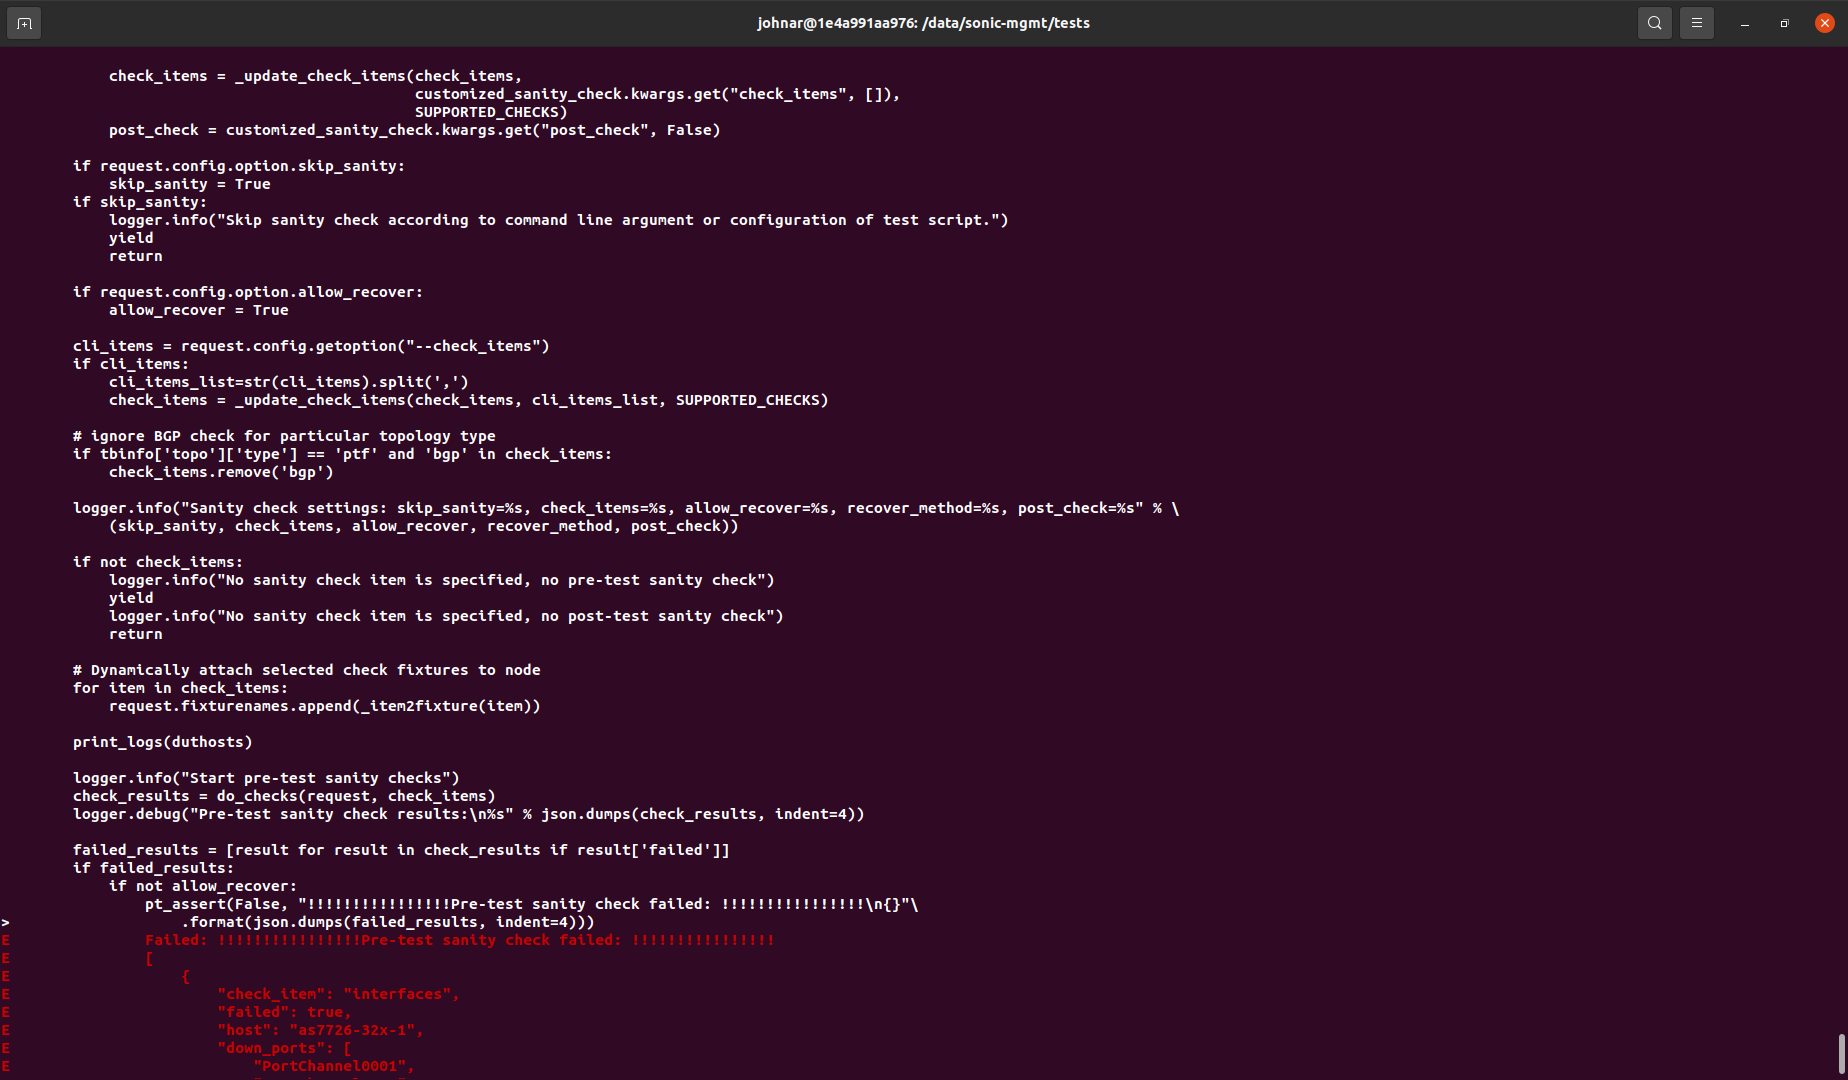 johnar@1e4a991aa976: /data/sonic-mgmt/tests
            check_items = _update_check_items(check_items,
                                              customized_sanity_check.kwargs.get("check_items", []),
                                              SUPPORTED_CHECKS)
            post_check = customized_sanity_check.kwargs.get("post_check", False)

        if request.config.option.skip_sanity:
            skip_sanity = True
        if skip_sanity:
            logger.info("Skip sanity check according to command line argument or configuration of test script.")
            yield
            return

        if request.config.option.allow_recover:
            allow_recover = True

        cli_items = request.config.getoption("--check_items")
        if cli_items:
            cli_items_list=str(cli_items).split(',')
            check_items = _update_check_items(check_items, cli_items_list, SUPPORTED_CHECKS)

        # ignore BGP check for particular topology type
        if tbinfo['topo']['type'] == 'ptf' and 'bgp' in check_items:
            check_items.remove('bgp')

        logger.info("Sanity check settings: skip_sanity=%s, check_items=%s, allow_recover=%s, recover_method=%s, post_check=%s" % \
            (skip_sanity, check_items, allow_recover, recover_method, post_check))

        if not check_items:
            logger.info("No sanity check item is specified, no pre-test sanity check")
            yield
            logger.info("No sanity check item is specified, no post-test sanity check")
            return

        # Dynamically attach selected check fixtures to node
        for item in check_items:
            request.fixturenames.append(_item2fixture(item))

        print_logs(duthosts)

        logger.info("Start pre-test sanity checks")
        check_results = do_checks(request, check_items)
        logger.debug("Pre-test sanity check results:\n%s" % json.dumps(check_results, indent=4))

        failed_results = [result for result in check_results if result['failed']]
        if failed_results:
            if not allow_recover:
                pt_assert(False, "!!!!!!!!!!!!!!!!Pre-test sanity check failed: !!!!!!!!!!!!!!!!\n{}"\
>                   .format(json.dumps(failed_results, indent=4)))
E               Failed: !!!!!!!!!!!!!!!!Pre-test sanity check failed: !!!!!!!!!!!!!!!!
E               [
E                   {
E                       "check_item": "interfaces",
E                       "failed": true,
E                       "host": "as7726-32x-1",
E                       "down_ports": [
E                           "PortChannel0001",